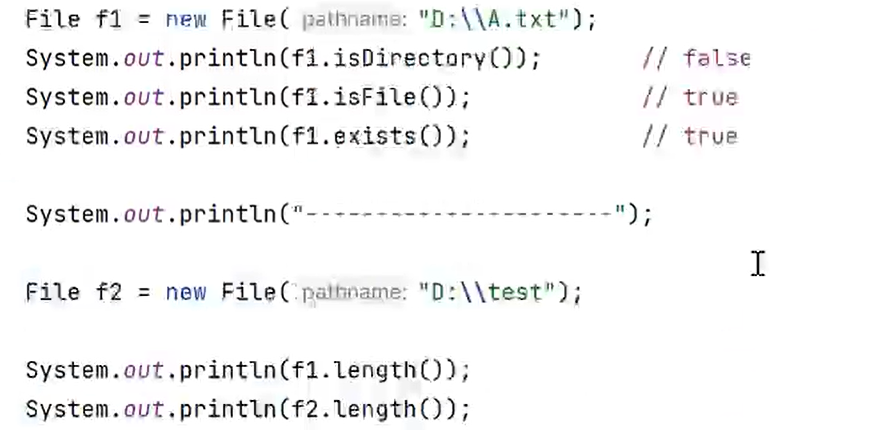 File f1 = new File( pathname: "D:\\A.txt");
System.out.println(f1.isDirectory()); // false
System.out.println(f1.isFile()); // true
System.out.println(f1.exists()); // true
System.out.println("----------------------");
File f2 = new File( pathname: "D:\\test");
System.out.println(f1.length());
System.out.println(f2.length());